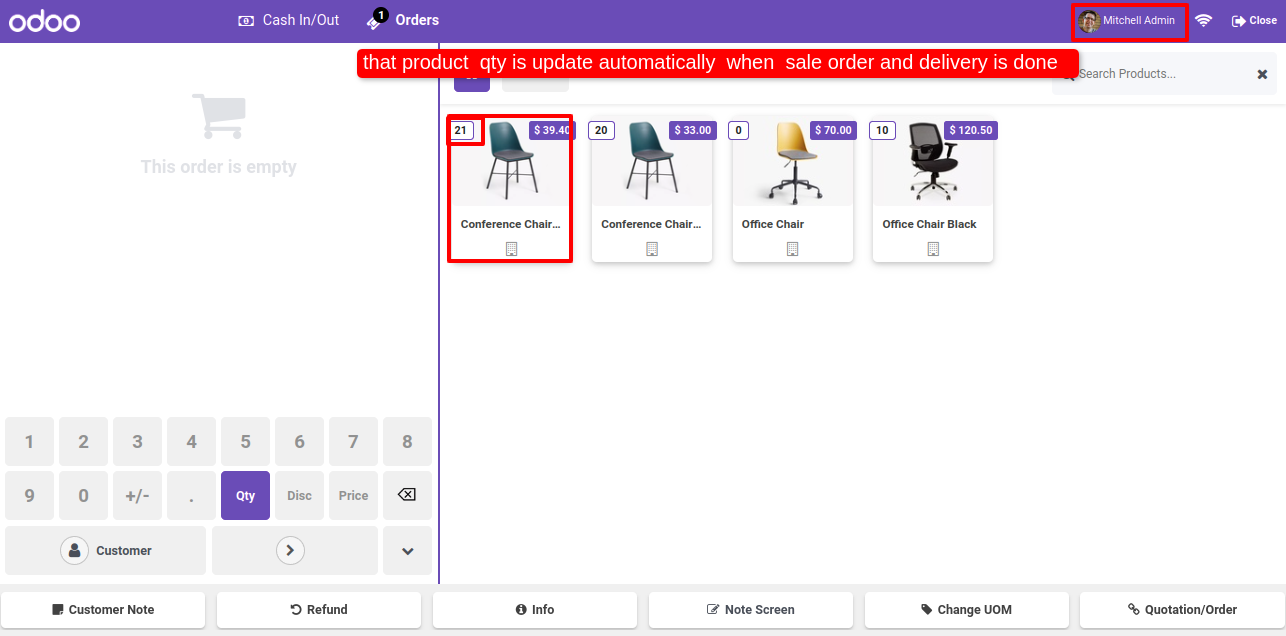 odoo
Cash In/Out
1
Orders
Mitchell Admin
Close
that product qty is update automatically when sale order and delivery is done
Search Products...
This order is empty
21
$ 39.40
Conference Chair...
20
$ 33.00
Conference Chair...
0
$ 70.00
Office Chair
10
$ 120.50
Office Chair Black
1 2 3 4 5 6 7 8
9 0 +/- . Qty Disc Price
Customer
Customer Note
Refund
Info
Note Screen
Change UOM
Quotation/Order